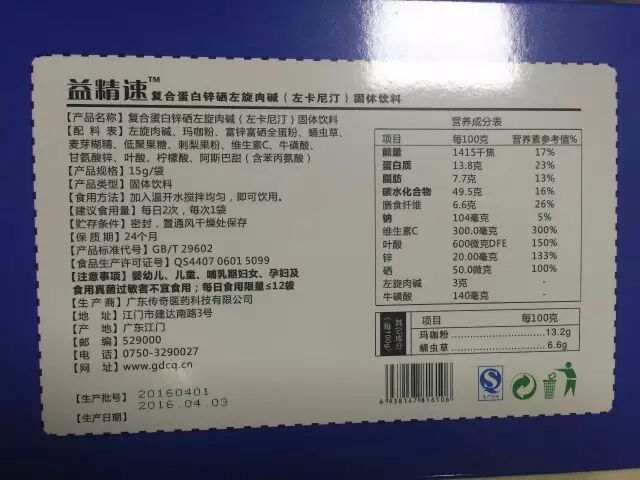 益精速™ 复合蛋白锌硒左旋肉碱（左卡尼汀）固体饮料
【产品名称】复合蛋白锌硒左旋肉碱（左卡尼汀）固体饮料
【配 料 表】左旋肉碱、玛咖粉、富锌富硒全蛋粉、蛹虫草、
麦芽糊精、低聚果糖、刺梨果粉、维生素C、牛磺酸、
甘氨酸锌、叶酸、柠檬酸、阿斯巴甜（含苯丙氨酸）
【产品规格】15g/袋
【产品类型】固体饮料
【食用方法】加入温开水搅拌均匀，即可饮用。
【建议食用量】每日2次，每次1袋
【贮存条件】密封，置通风干燥处保存
【保 质 期】24个月
【产品标准代号】GB/T 29602
【食品生产许可证号】QS4407 0601 5099
【注意事项】婴幼儿、儿童、哺乳期妇女、孕妇及
食用真菌过敏者不宜食用；每日食用限量≤12袋
【生 产 商】广东传奇医药科技有限公司
【地 址】江门市建达南路3号
【产 地】广东江门
【邮 编】529000
【电 话】0750-3290027
【网 址】www.gdcq.cn
【生产批号】20160401
【生产日期】2016.04.03
营养成分表
项目 每100克 营养素参考值%
能量 1415千焦 17%
蛋白质 13.8克 23%
脂肪 7.7克 13%
碳水化合物 49.5克 16%
膳食纤维 6.6克 26%
钠 104毫克 5%
维生素C 300.0毫克 300%
叶酸 600微克DFE 150%
锌 20.00毫克 133%
硒 50.0微克 100%
左旋肉碱 3克 -
牛磺酸 140毫克 -
其它成分（每100g）
项目 每100克
玛咖粉 13.2g
蛹虫草 6.6g
6 938147 816106